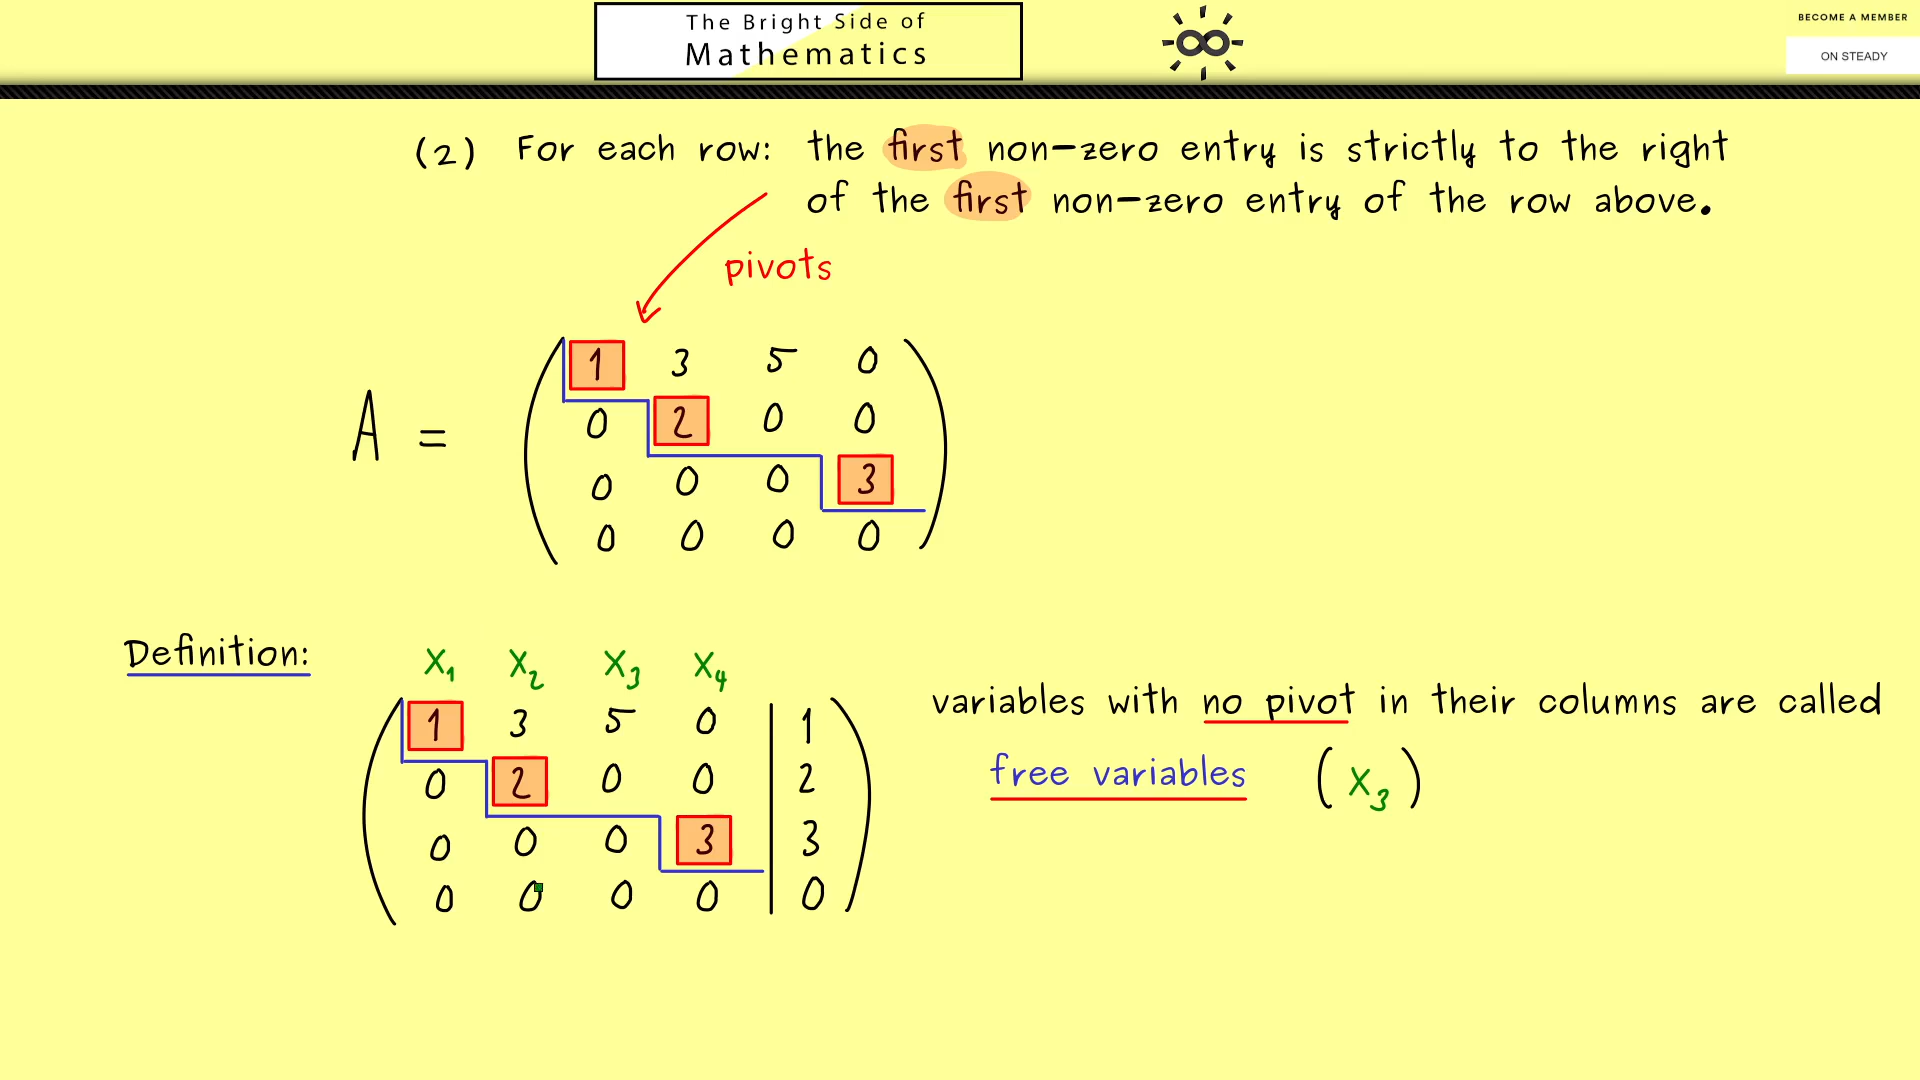 The Bright Side of
Mathematics
BECOME A MEMBER
ON STEADY
(2) For each row: the first non-zero entry is strictly to the right
of the first non-zero entry of the row above.
pivots
A = ( 1 3 5 0
0 2 0 0
0 0 0 3
0 0 0 0 )
Definition:
x₁ x₂ x₃ x₄
( 1 3 5 0 | 1
0 2 0 0 | 2
0 0 0 3 | 3
0 0 0 0 | 0 )
variables with no pivot in their columns are called
free variables (x₃)